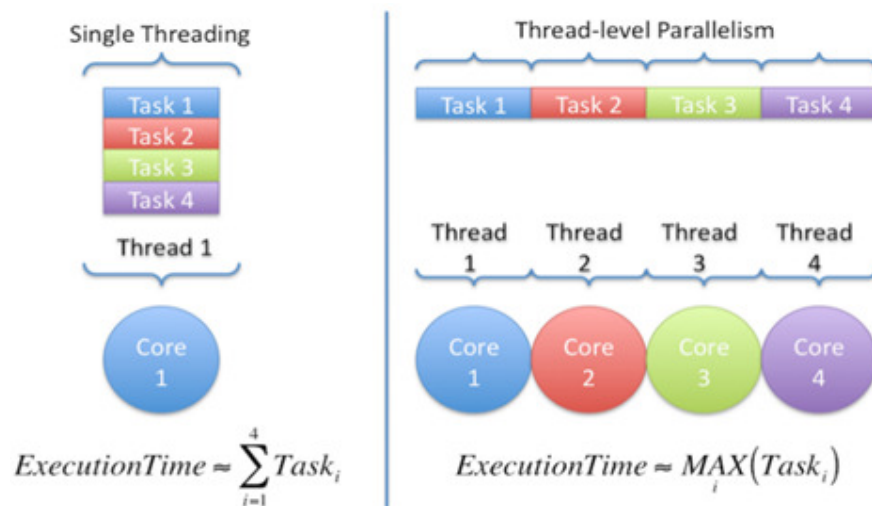 Single Threading
Task 1
Task 2
Task 3
Task 4
Thread 1
Core
1
ExecutionTime ≈ \sum_{i=1}^{4} Task_i
Thread-level Parallelism
Task 1 Task 2 Task 3 Task 4
Thread Thread Thread Thread
1 2 3 4
Core Core Core Core
1 2 3 4
ExecutionTime ≈ MAX_i(Task_i)